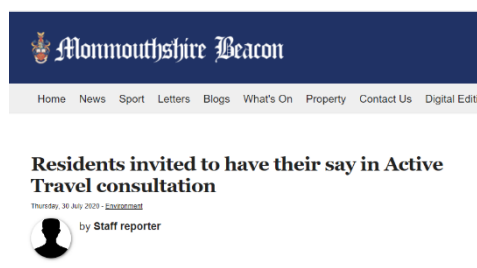 Monmouthshire Beacon
Home News Sport Letters Blogs What's On Property Contact Us Digital Editi
Residents invited to have their say in Active
Travel consultation
Thursday, 30 July 2020 - Environment
by Staff reporter